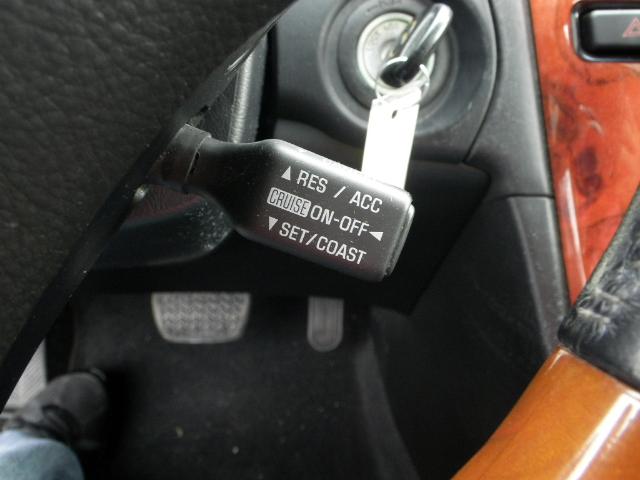 ▲ RES / ACC
CRUISE ON-OFF ◀
▼ SET/COAST